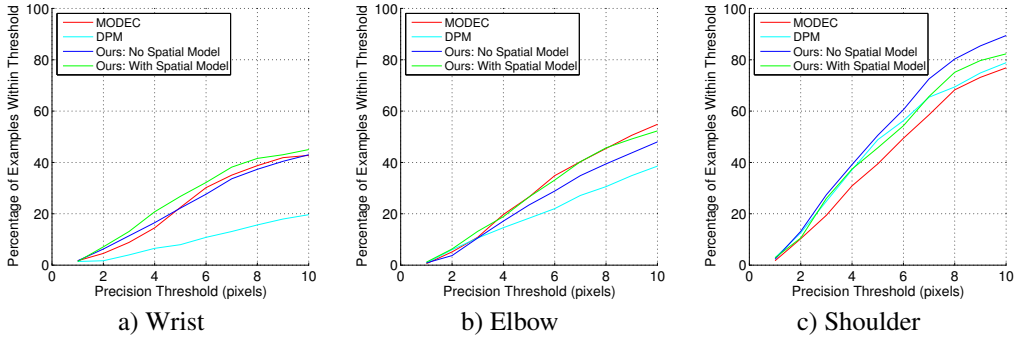 100
80
60
40
20
0
0 2 4 6 8 10
Percentage of Examples Within Threshold
Precision Threshold (pixels)
MODEC
DPM
Ours: No Spatial Model
Ours: With Spatial Model
a) Wrist
100
80
60
40
20
0
0 2 4 6 8 10
Percentage of Examples Within Threshold
Precision Threshold (pixels)
MODEC
DPM
Ours: No Spatial Model
Ours: With Spatial Model
b) Elbow
100
80
60
40
20
0
0 2 4 6 8 10
Percentage of Examples Within Threshold
Precision Threshold (pixels)
MODEC
DPM
Ours: No Spatial Model
Ours: With Spatial Model
c) Shoulder